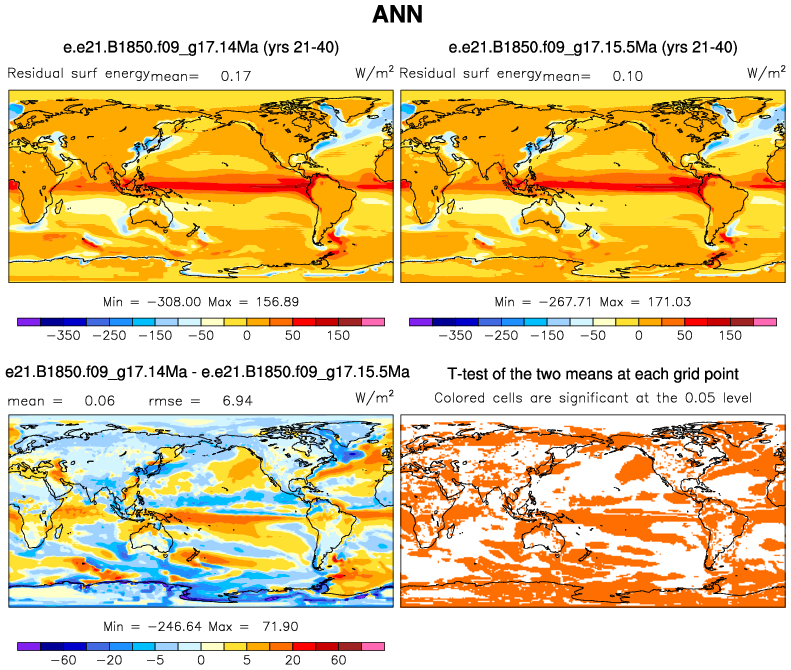 ANN
e.e21.B1850.f09_g17.14Ma (yrs 21-40)
e.e21.B1850.f09_g17.15.5Ma (yrs 21-40)
Residual surf energy mean= 0.17 W/m²
Residual surf energy mean= 0.10 W/m²
Min = −308.00 Max = 156.89
Min = −267.71 Max = 171.03
−350 −250 −150 −50 0 50 150
−350 −250 −150 −50 0 50 150
e21.B1850.f09_g17.14Ma - e.e21.B1850.f09_g17.15.5Ma
T-test of the two means at each grid point
mean = 0.06 rmse = 6.94 W/m²
Colored cells are significant at the 0.05 level
Min = −246.64 Max = 71.90
−60 −20 −5 0 5 20 60